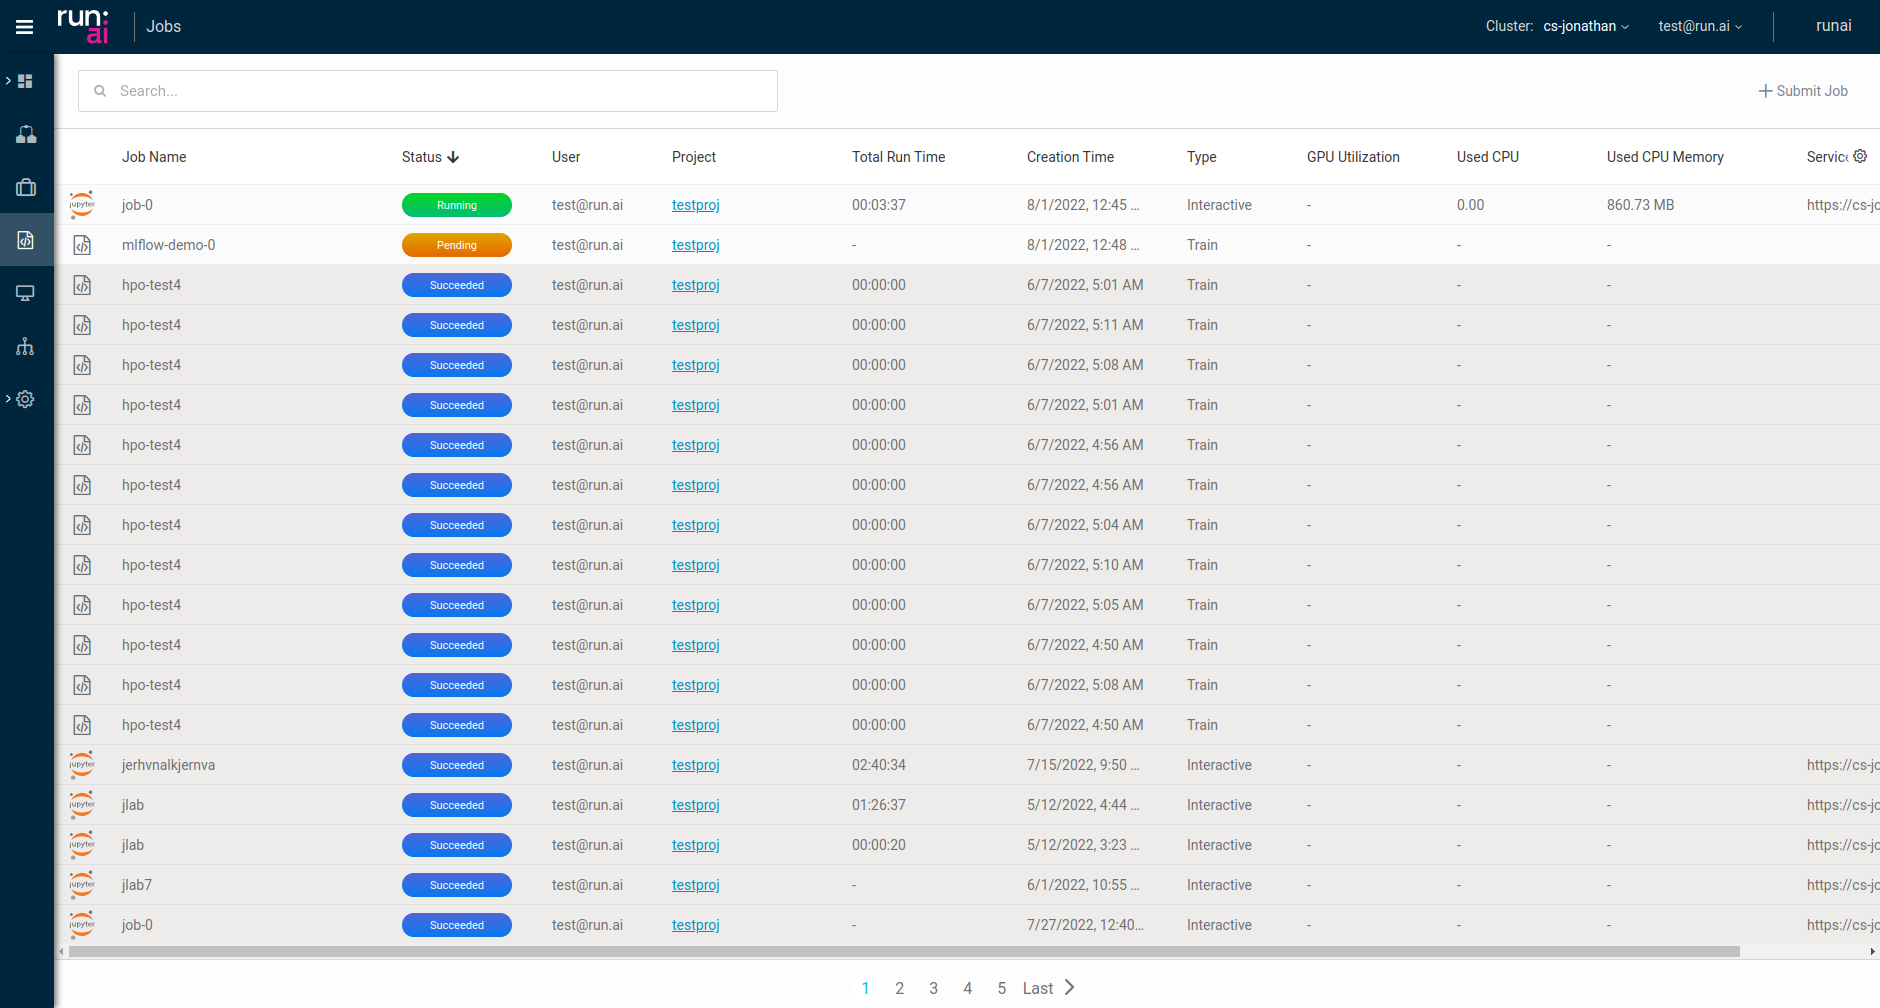 run: ai Jobs Cluster: cs-jonathan test@run.ai runai
Search... Submit Job
Job Name Status User Project Total Run Time Creation Time Type GPU Utilization Used CPU Used CPU Memory Servic
jupyter job-0 Running test@run.ai testproj 00:03:37 8/1/2022, 12:45 ... Interactive - 0.00 860.73 MB https://cs-jo
mlflow-demo-0 Pending test@run.ai testproj - 8/1/2022, 12:48 ... Train - - -
hpo-test4 Succeeded test@run.ai testproj 00:00:00 6/7/2022, 5:01 AM Train - - -
hpo-test4 Succeeded test@run.ai testproj 00:00:00 6/7/2022, 5:11 AM Train - - -
hpo-test4 Succeeded test@run.ai testproj 00:00:00 6/7/2022, 5:08 AM Train - - -
hpo-test4 Succeeded test@run.ai testproj 00:00:00 6/7/2022, 5:01 AM Train - - -
hpo-test4 Succeeded test@run.ai testproj 00:00:00 6/7/2022, 4:56 AM Train - - -
hpo-test4 Succeeded test@run.ai testproj 00:00:00 6/7/2022, 4:56 AM Train - - -
hpo-test4 Succeeded test@run.ai testproj 00:00:00 6/7/2022, 5:04 AM Train - - -
hpo-test4 Succeeded test@run.ai testproj 00:00:00 6/7/2022, 5:10 AM Train - - -
hpo-test4 Succeeded test@run.ai testproj 00:00:00 6/7/2022, 5:05 AM Train - - -
hpo-test4 Succeeded test@run.ai testproj 00:00:00 6/7/2022, 4:50 AM Train - - -
hpo-test4 Succeeded test@run.ai testproj 00:00:00 6/7/2022, 5:08 AM Train - - -
hpo-test4 Succeeded test@run.ai testproj 00:00:00 6/7/2022, 4:50 AM Train - - -
jupyter jerhvnalkjernva Succeeded test@run.ai testproj 02:40:34 7/15/2022, 9:50 ... Interactive - - - https://cs-jo
jupyter jlab Succeeded test@run.ai testproj 01:26:37 5/12/2022, 4:44 ... Interactive - - - https://cs-jo
jupyter jlab Succeeded test@run.ai testproj 00:00:20 5/12/2022, 3:23 ... Interactive - - - https://cs-jo
jupyter jlab7 Succeeded test@run.ai testproj - 6/1/2022, 10:55 ... Interactive - - - https://cs-jo
jupyter job-0 Succeeded test@run.ai testproj - 7/27/2022, 12:40... Interactive - - - https://cs-jo
1 2 3 4 5 Last